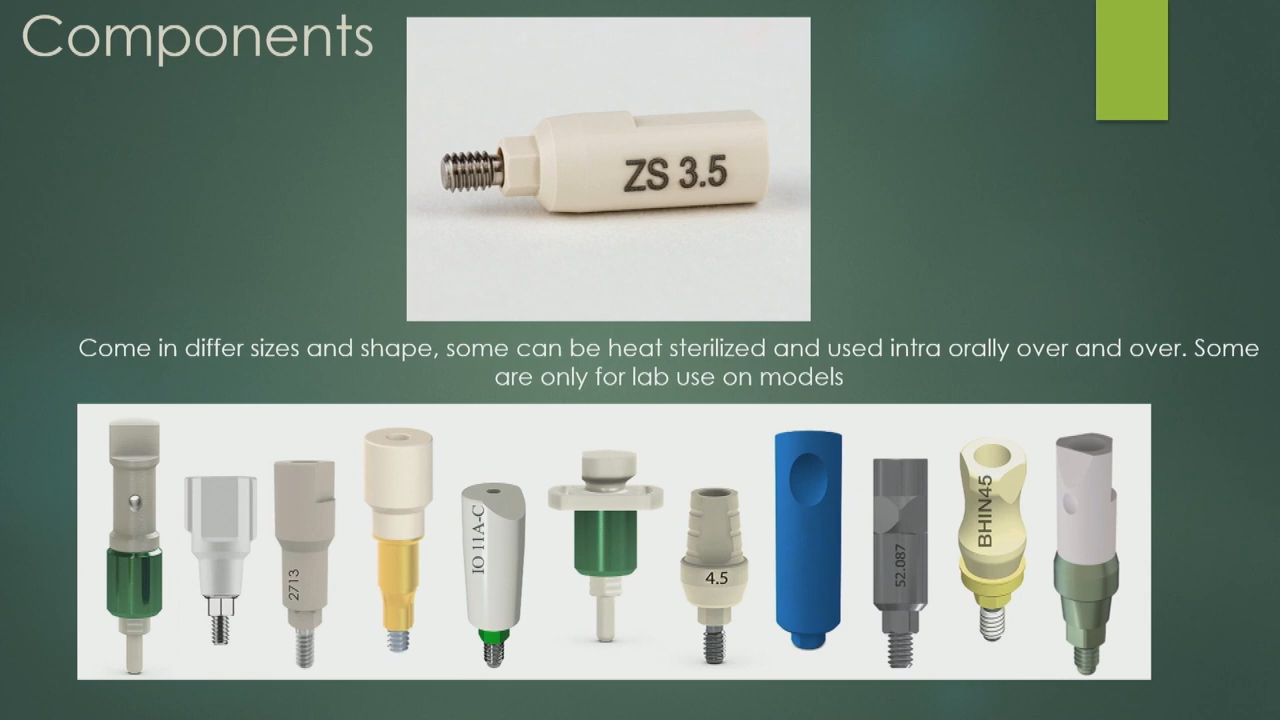 Components
ZS 3.5
Come in differ sizes and shape, some can be heat sterilized and used intra orally over and over. Some
are only for lab use on models
2713
IO 11A-C
4.5
52.087
BHIN45